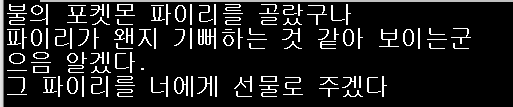 불의 포켓몬 파이리를 골랐구나
파이리가 왠지 기뻐하는 것 같아 보이는군
으음 알겠다.
그 파이리를 너에게 선물로 주겠다